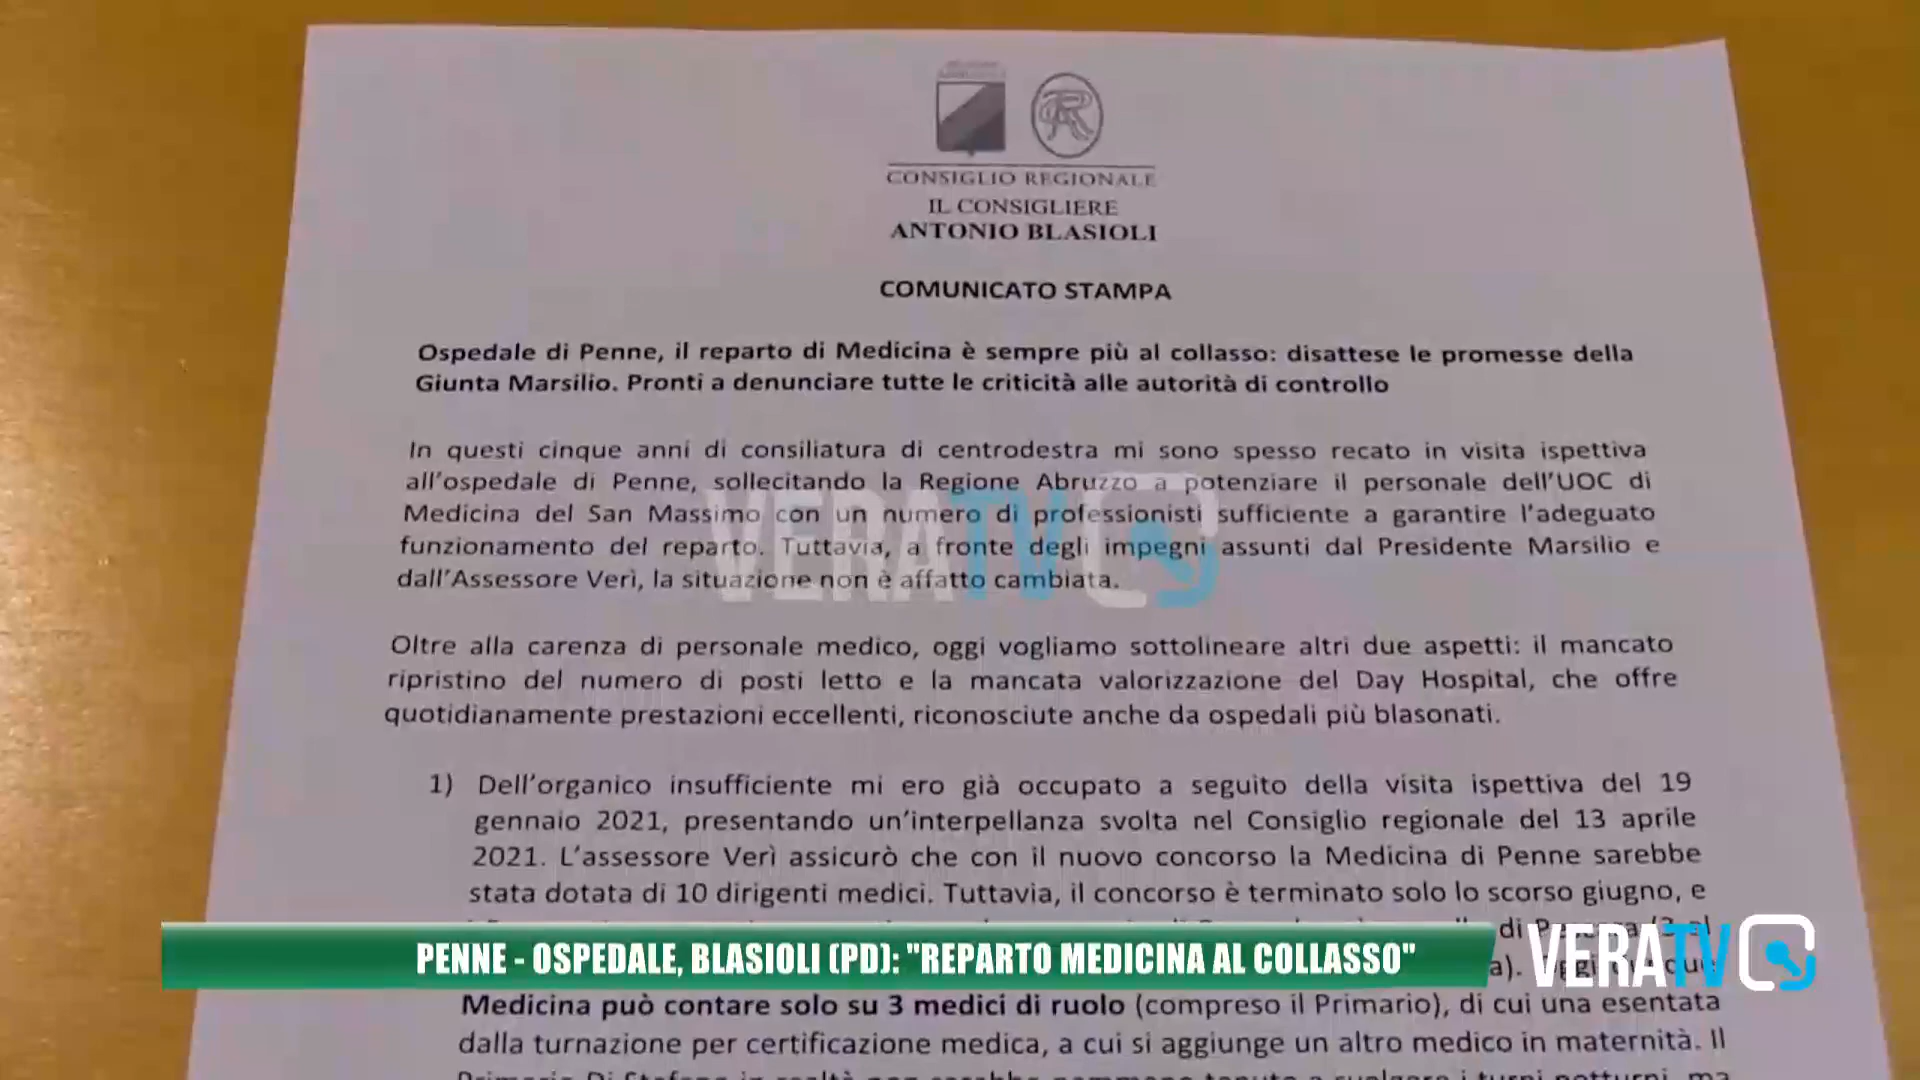 CONSIGLIO REGIONALE
IL CONSIGLIERE
ANTONIO BLASIOLI
COMUNICATO STAMPA
Ospedale di Penne, il reparto di Medicina è sempre più al collasso: disattese le promesse della
Giunta Marsilio. Pronti a denunciare tutte le criticità alle autorità di controllo
In questi cinque anni di consiliatura di centrodestra mi sono spesso recato in visita ispettiva
all'ospedale di Penne, sollecitando la Regione Abruzzo a potenziare il personale dell'UOC di
Medicina del San Massimo con un numero di professionisti sufficiente a garantire l'adeguato
funzionamento del reparto. Tuttavia, a fronte degli impegni assunti dal Presidente Marsilio e
dall'Assessore Verì, la situazione non è affatto cambiata.
VERATV
Oltre alla carenza di personale medico, oggi vogliamo sottolineare altri due aspetti: il mancato
ripristino del numero di posti letto e la mancata valorizzazione del Day Hospital, che offre
quotidianamente prestazioni eccellenti, riconosciute anche da ospedali più blasonati.
1) Dell'organico insufficiente mi ero già occupato a seguito della visita ispettiva del 19
gennaio 2021, presentando un'interpellanza svolta nel Consiglio regionale del 13 aprile
2021. L'assessore Verì assicurò che con il nuovo concorso la Medicina di Penne sarebbe
stata dotata di 10 dirigenti medici. Tuttavia, il concorso è terminato solo lo scorso giugno, e
di
PENNE - OSPEDALE, BLASIOLI (PD): "REPARTO MEDICINA AL COLLASSO"
VERATV
Medicina può contare solo su 3 medici di ruolo (compreso il Primario), di cui una esentata
dalla turnazione per certificazione medica, a cui si aggiunge un altro medico in maternità. Il